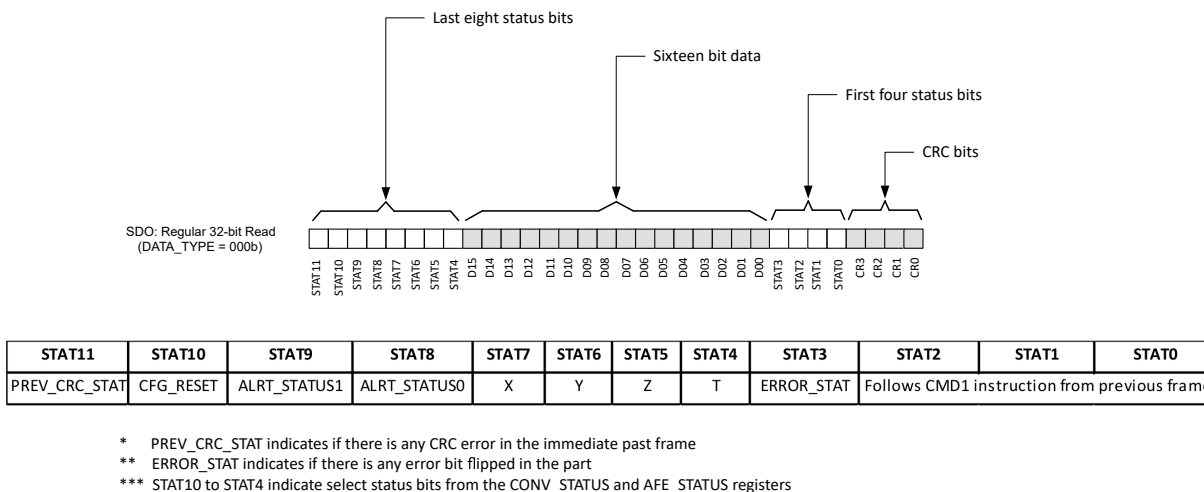 Last eight status bits
Sixteen bit data
First four status bits
CRC bits
SDO: Regular 32-bit Read
(DATA_TYPE = 000b)
STAT11
STAT10
STAT9
STAT8
STAT7
STAT6
STAT5
STAT4
D15
D14
D13
D12
D11
D10
D09
D08
D07
D06
D05
D04
D03
D02
D01
D00
STAT3
STAT2
STAT1
STAT0
CR3
CR2
CR1
CR0
STAT11 STAT10 STAT9 STAT8 STAT7 STAT6 STAT5 STAT4 STAT3 STAT2 STAT1 STAT0
PREV_CRC_STAT CFG_RESET ALRT_STATUS1 ALRT_STATUS0 X Y Z T ERROR_STAT Follows CMD1 instruction from previous frame
* PREV_CRC_STAT indicates if there is any CRC error in the immediate past frame
** ERROR_STAT indicates if there is any error bit flipped in the part
*** STAT10 to STAT4 indicate select status bits from the CONV_STATUS and AFE_STATUS registers